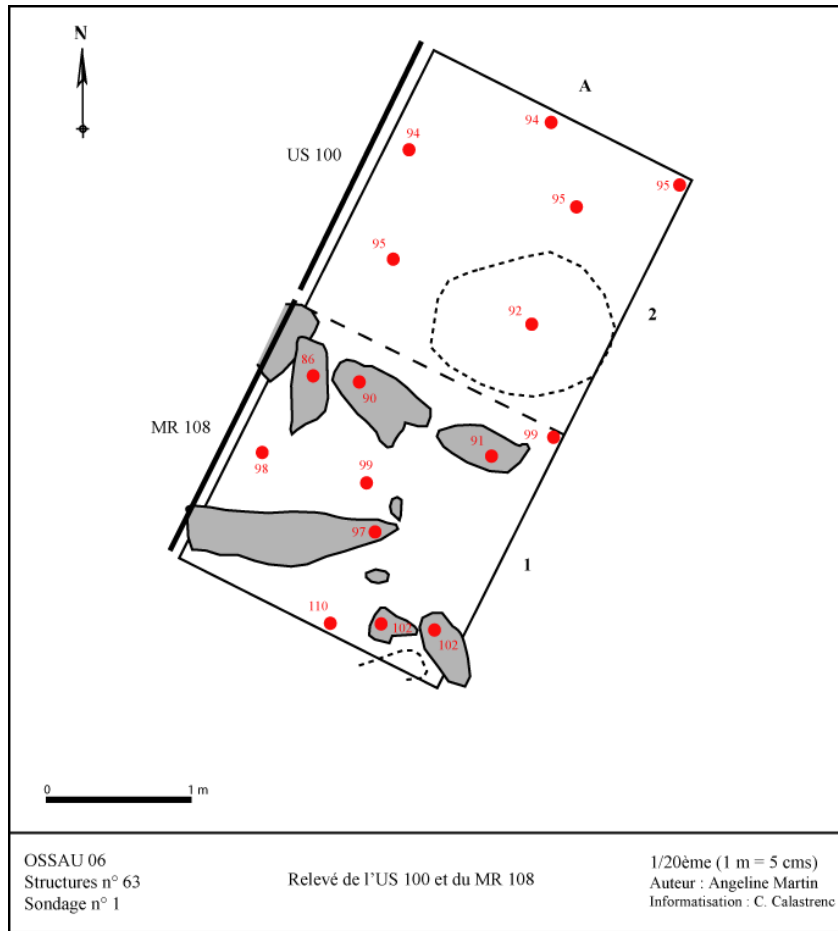 N
A
94
94
US 100
95
95
95
92
2
86
90
MR 108
91
99
98
99
97
1
110
102
102
0
1 m
OSSAU 06
Structures n° 63
Sondage n° 1
Relevé de l'US 100 et du MR 108
1/20ème (1 m = 5 cms)
Auteur : Angeline Martin
Informatisation : C. Calastrenc